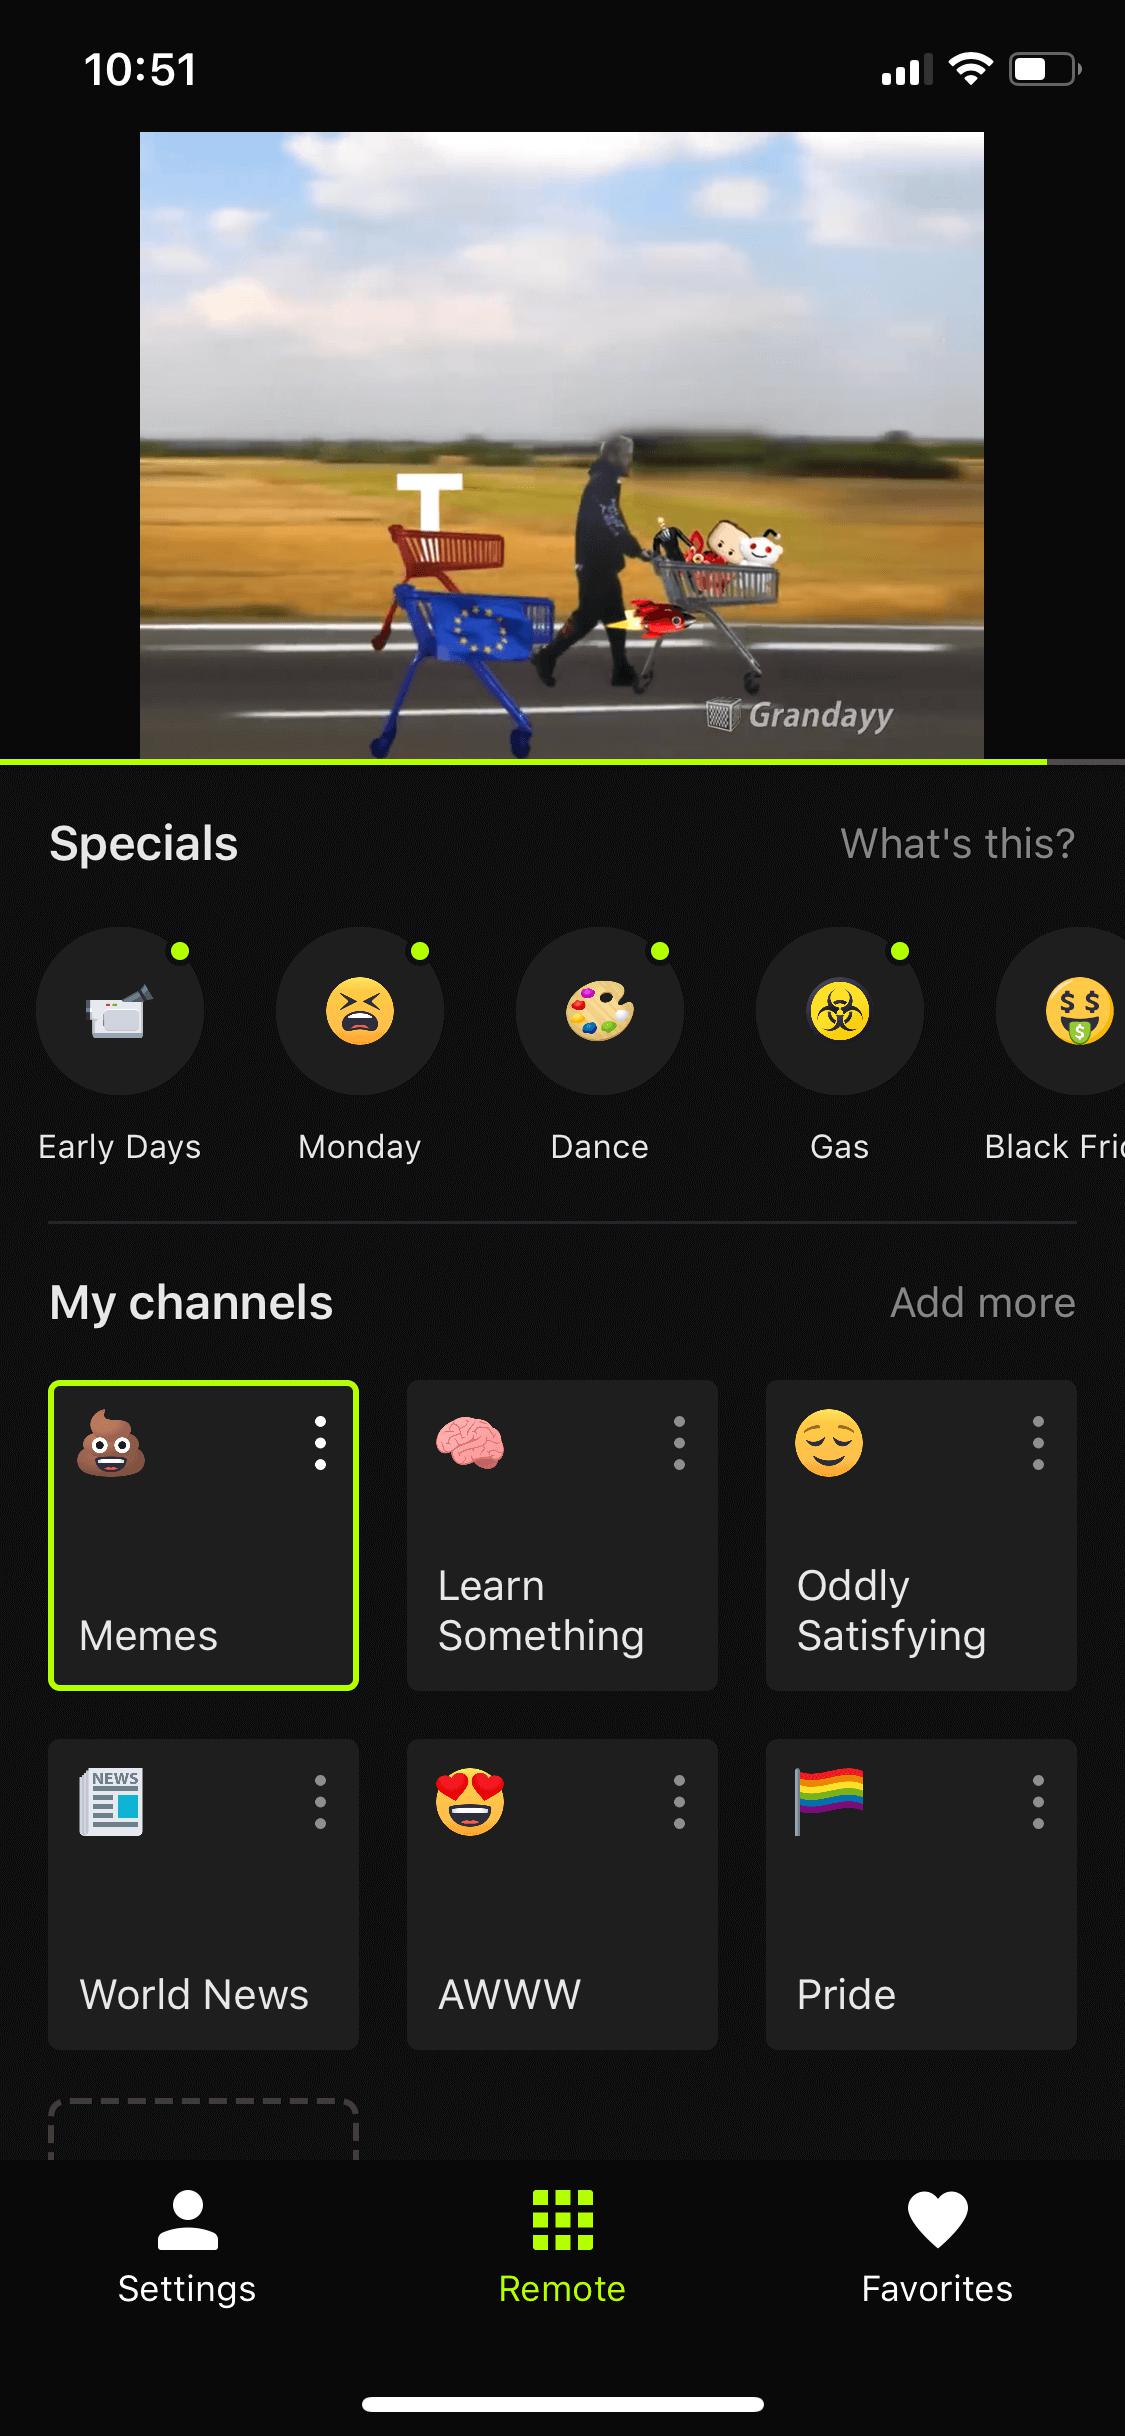 10:51
T
Grandayy
Specials
What's this?
Early Days
Monday
Dance
Gas
Black Fri
My channels
Add more
Memes
Learn
Something
Oddly
Satisfying
NEWS
World News
AWWW
Pride
Settings
Remote
Favorites